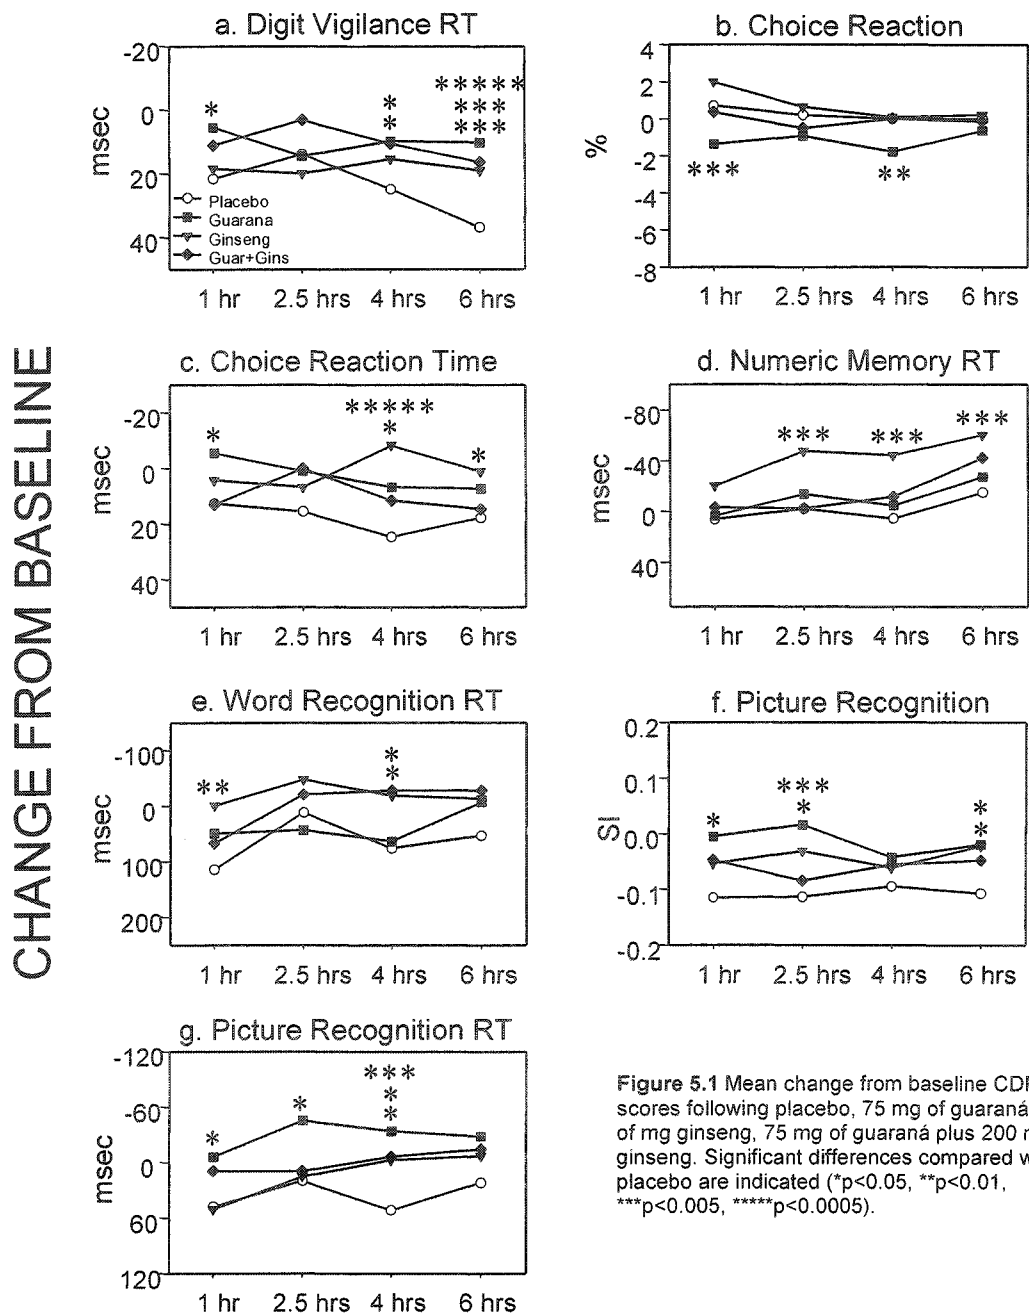 CHANGE FROM BASELINE
a. Digit Vigilance RT
msec
-20
0
20
40
*
*
*
*****
***
***
Placebo
Guarana
Ginseng
Guar+Gins
1 hr 2.5 hrs 4 hrs 6 hrs
b. Choice Reaction
%
4
2
0
-2
-4
-6
-8
*** **
1 hr 2.5 hrs 4 hrs 6 hrs
c. Choice Reaction Time
msec
-20
0
20
40
*
*****
*
*
1 hr 2.5 hrs 4 hrs 6 hrs
d. Numeric Memory RT
msec
-80
-40
0
40
*** *** ***
1 hr 2.5 hrs 4 hrs 6 hrs
e. Word Recognition RT
msec
-100
0
100
200
**
*
*
1 hr 2.5 hrs 4 hrs 6 hrs
f. Picture Recognition
SI
0.2
0.1
0.0
-0.1
-0.2
*
***
*
*
*
1 hr 2.5 hrs 4 hrs 6 hrs
g. Picture Recognition RT
msec
-120
-60
0
60
120
*
*
***
*
*
1 hr 2.5 hrs 4 hrs 6 hrs
Figure 5.1 Mean change from baseline
scores following placebo, 75 mg of guaraná
of mg ginseng, 75 mg of guaraná plus 200
ginseng. Significant differences compared
placebo are indicated (*p<0.05, **p<0.01,
***p<0.005, *****p<0.0005).